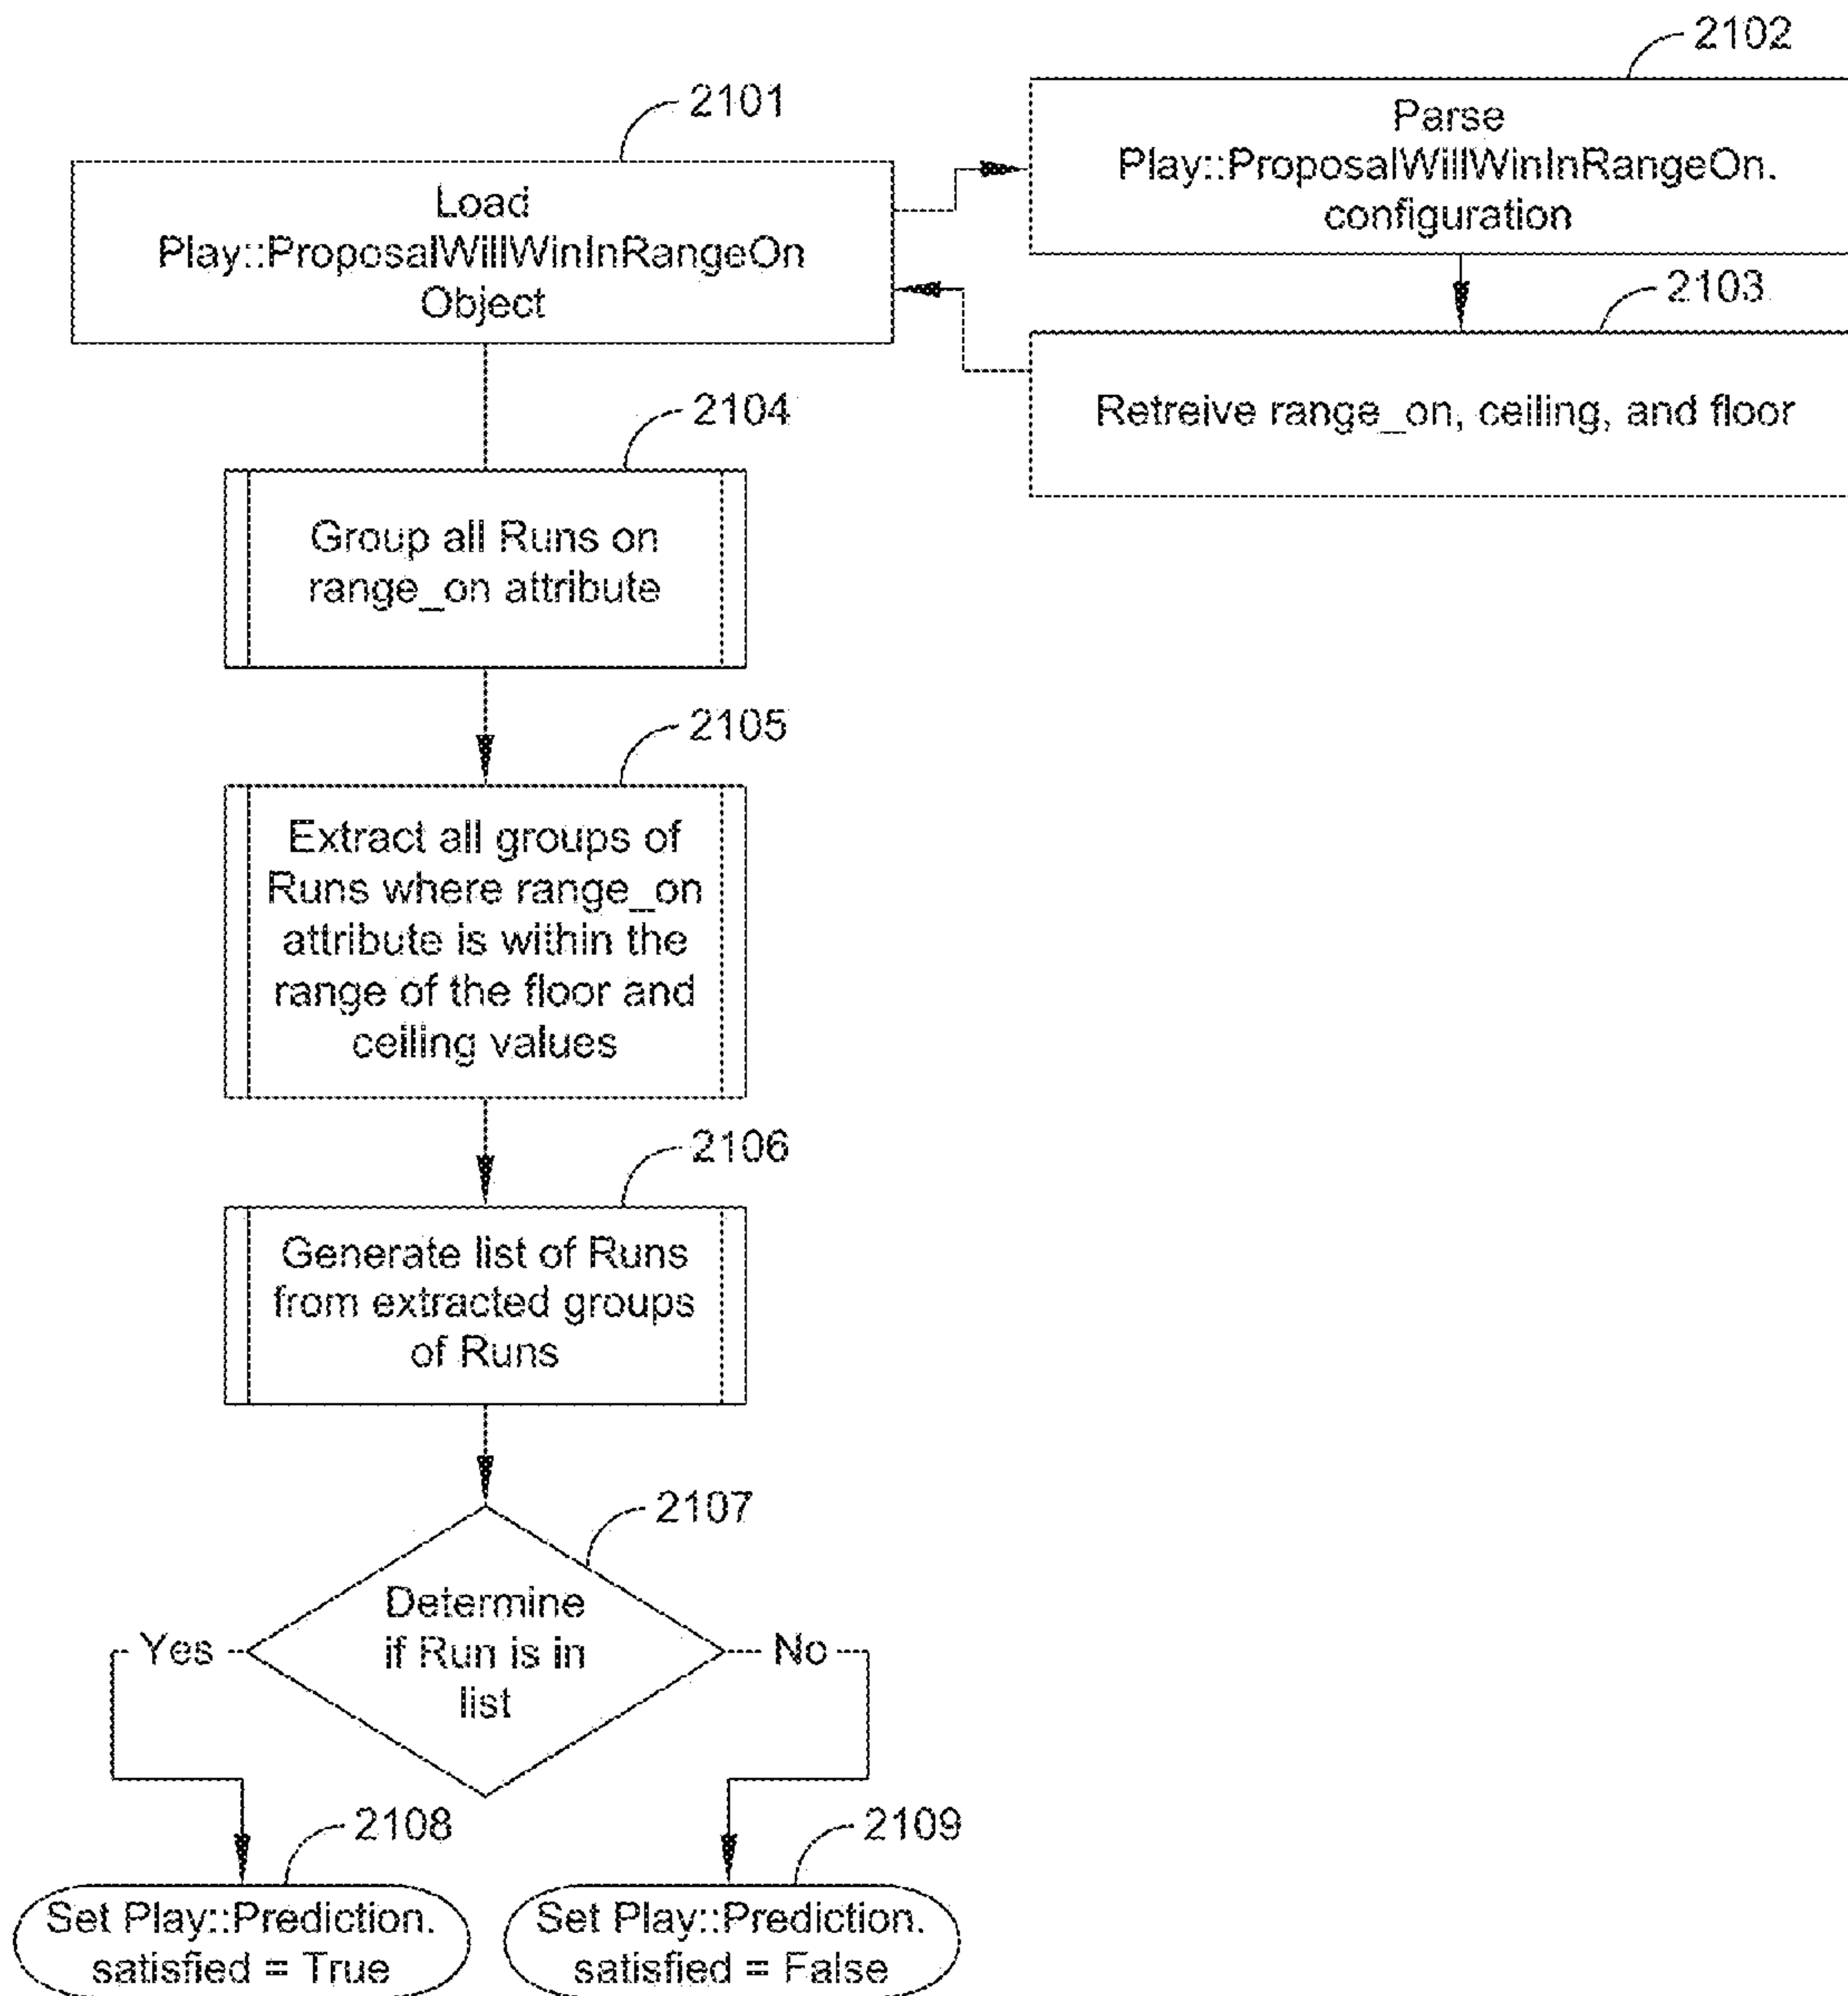 2102
Parse
Play::ProposalWillWinInRangeOn.
configuration
2101
Load
Play::ProposalWillWinInRangeOn
Object
2103
Retreive range_on, ceiling, and floor
2104
Group all Runs on
range_on attribute
2105
Extract all groups of
Runs where range_on
attribute is within the
range of the floor and
ceiling values
2106
Generate list of Runs
from extracted groups
of Runs
2107
Determine
if Run is in
list
Yes
No
2108
Set Play::Prediction.
satisfied = True
2109
Set Play::Prediction.
satisfied = False